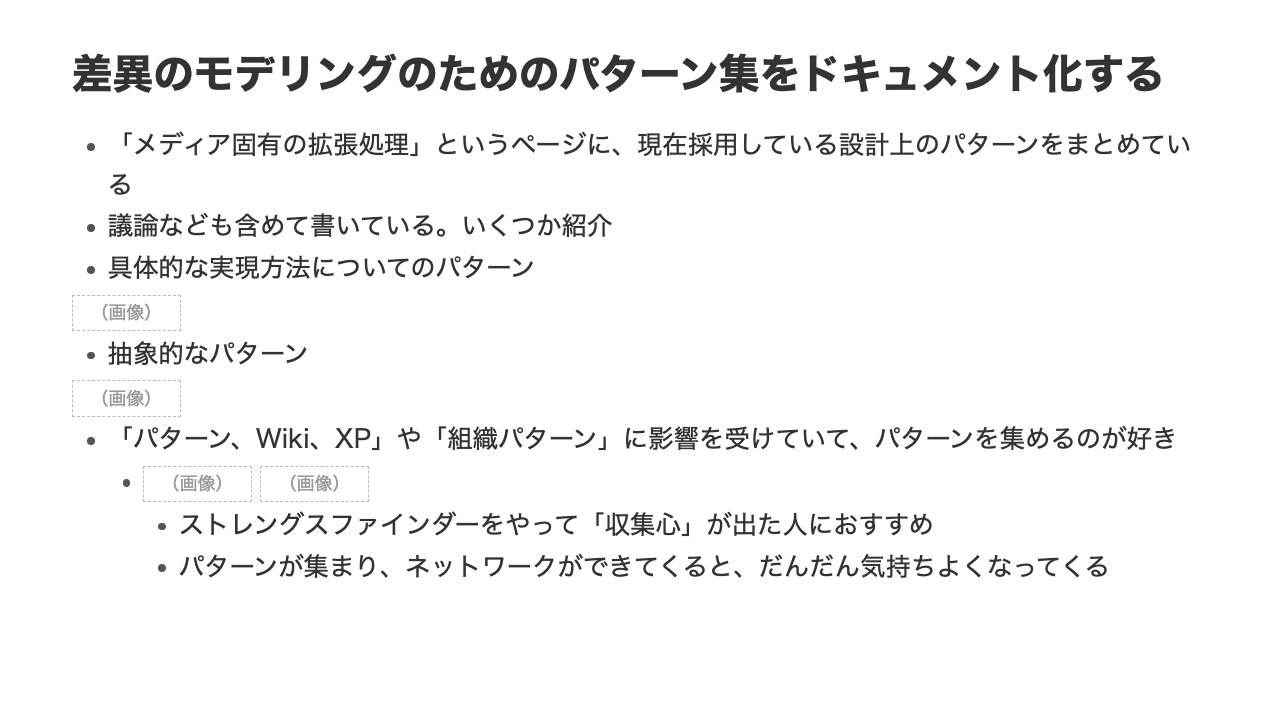 差異のモデリングのためのパターン集をドキュメント化する
• 「メディア固有の拡張処理」というページに、現在採用している設計上のパターンをまとめてい
る
• 議論なども含めて書いている。いくつか紹介
• 具体的な実現方法についてのパターン
（画像）
• 抽象的なパターン
（画像）
• 「パターン、Wiki、XP」や「組織パターン」に影響を受けていて、パターンを集めるのが好き
• （画像） （画像）
• ストレングスファインダーをやって「収集心」が出た人におすすめ
• パターンが集まり、ネットワークができてくると、だんだん気持ちよくなってくる